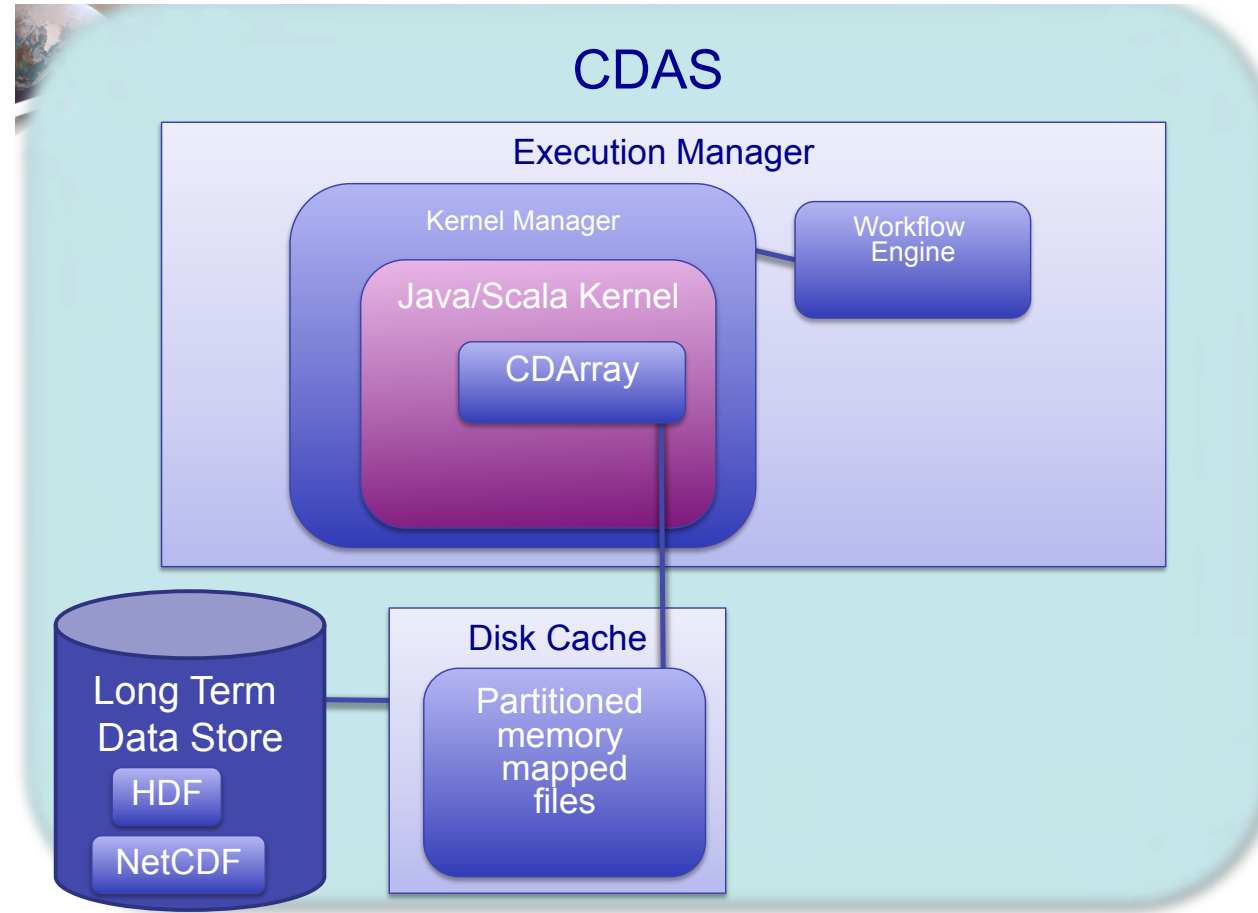 CDAS
Execution Manager
Kernel Manager
Workflow
Engine
Java/Scala Kernel
CDArray
Disk Cache
Partitioned
memory
mapped
files
Long Term
Data Store
HDF
NetCDF